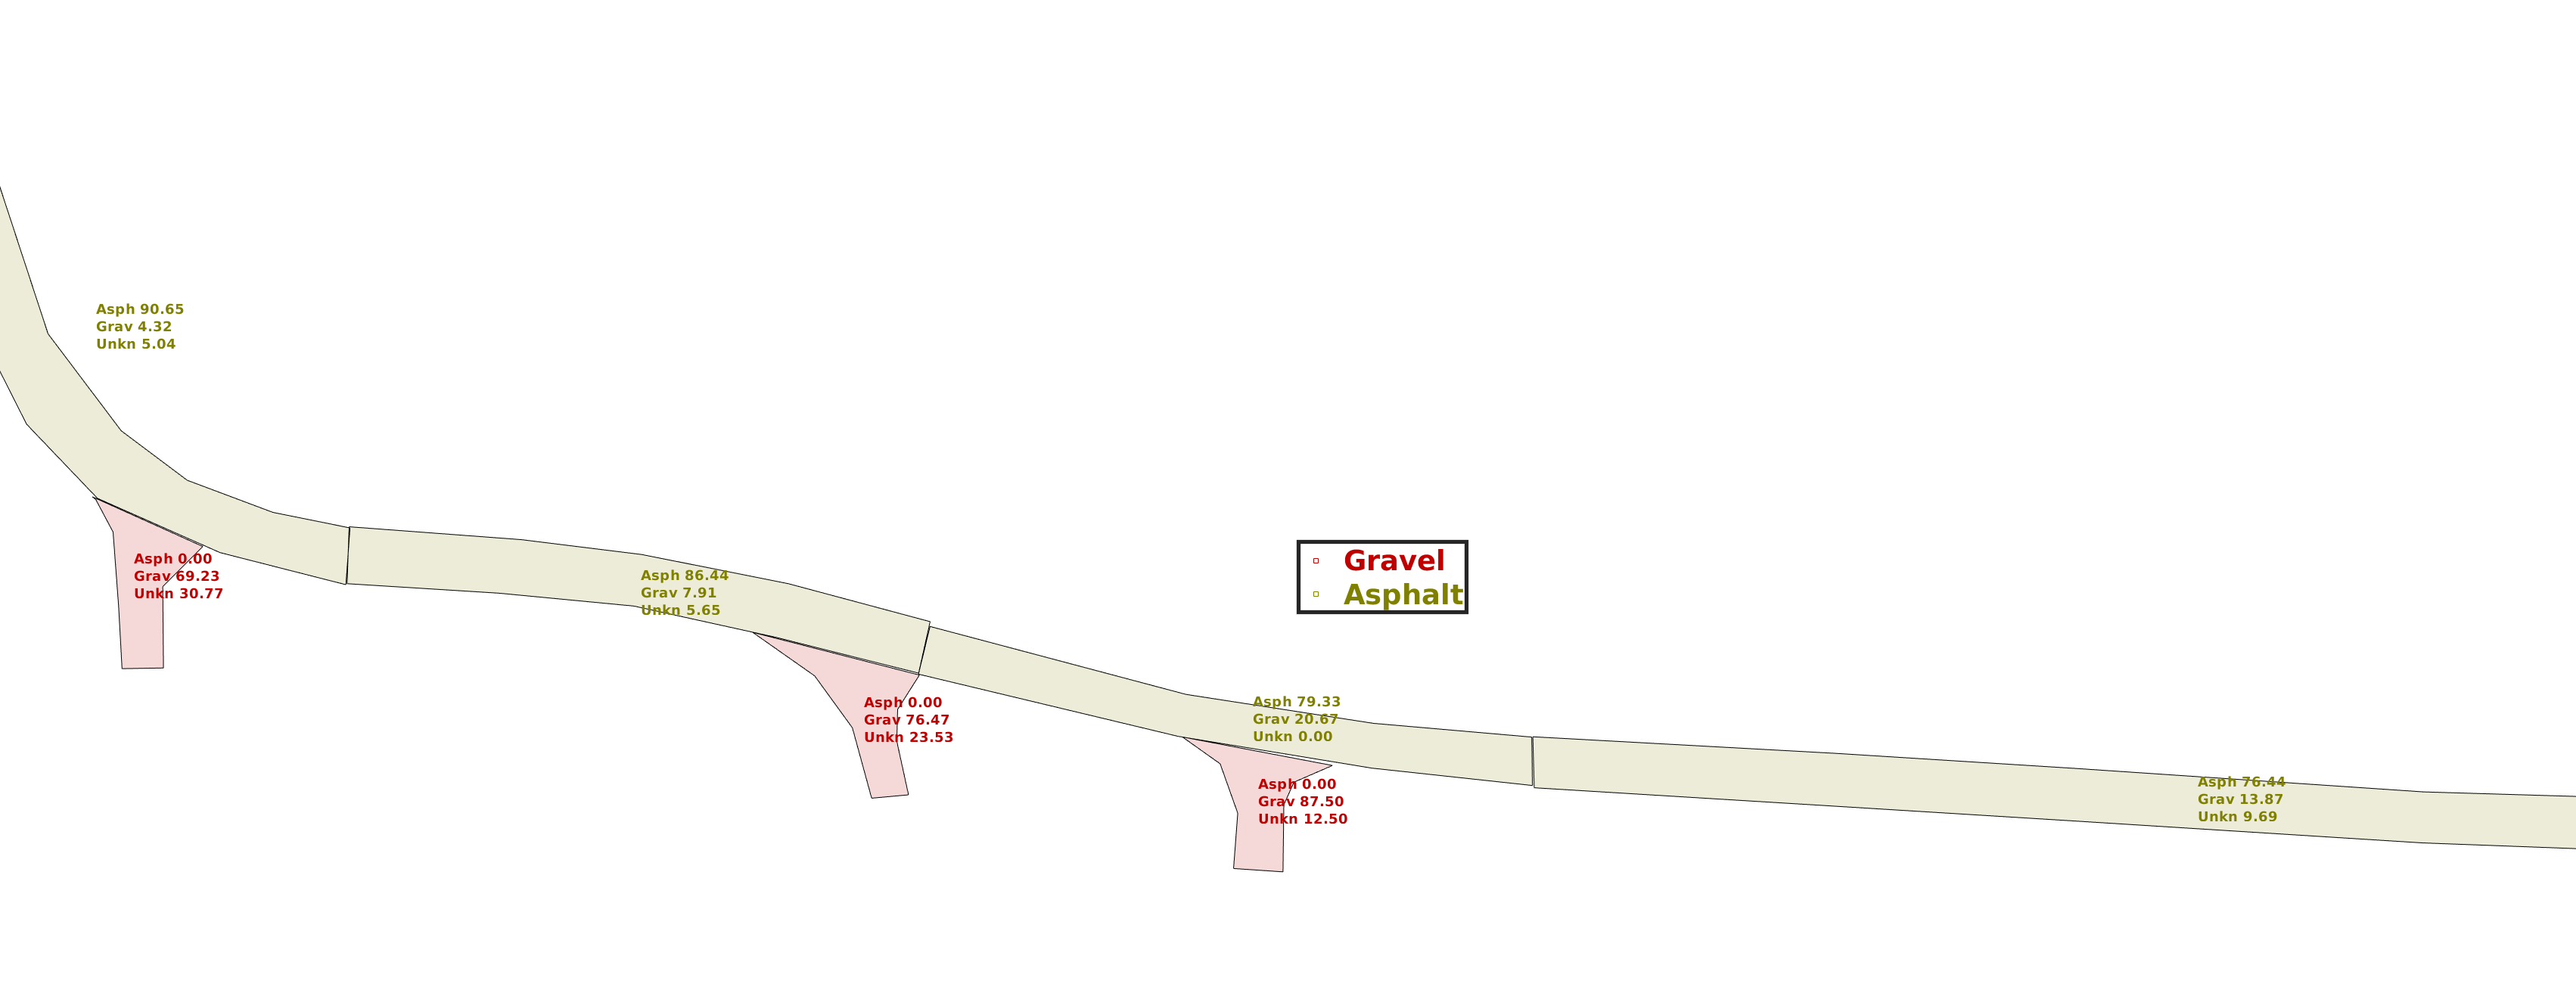 Asph 90.65
Grav 4.32
Unkn 5.04
Asph 0.00
Grav 69.23
Unkn 30.77
Asph 86.44
Grav 7.91
Unkn 5.65
Gravel
Asphalt
Asph 0.00
Grav 76.47
Unkn 23.53
Asph 79.33
Grav 20.67
Unkn 0.00
Asph 0.00
Grav 87.50
Unkn 12.50
Asph 76.44
Grav 13.87
Unkn 9.69